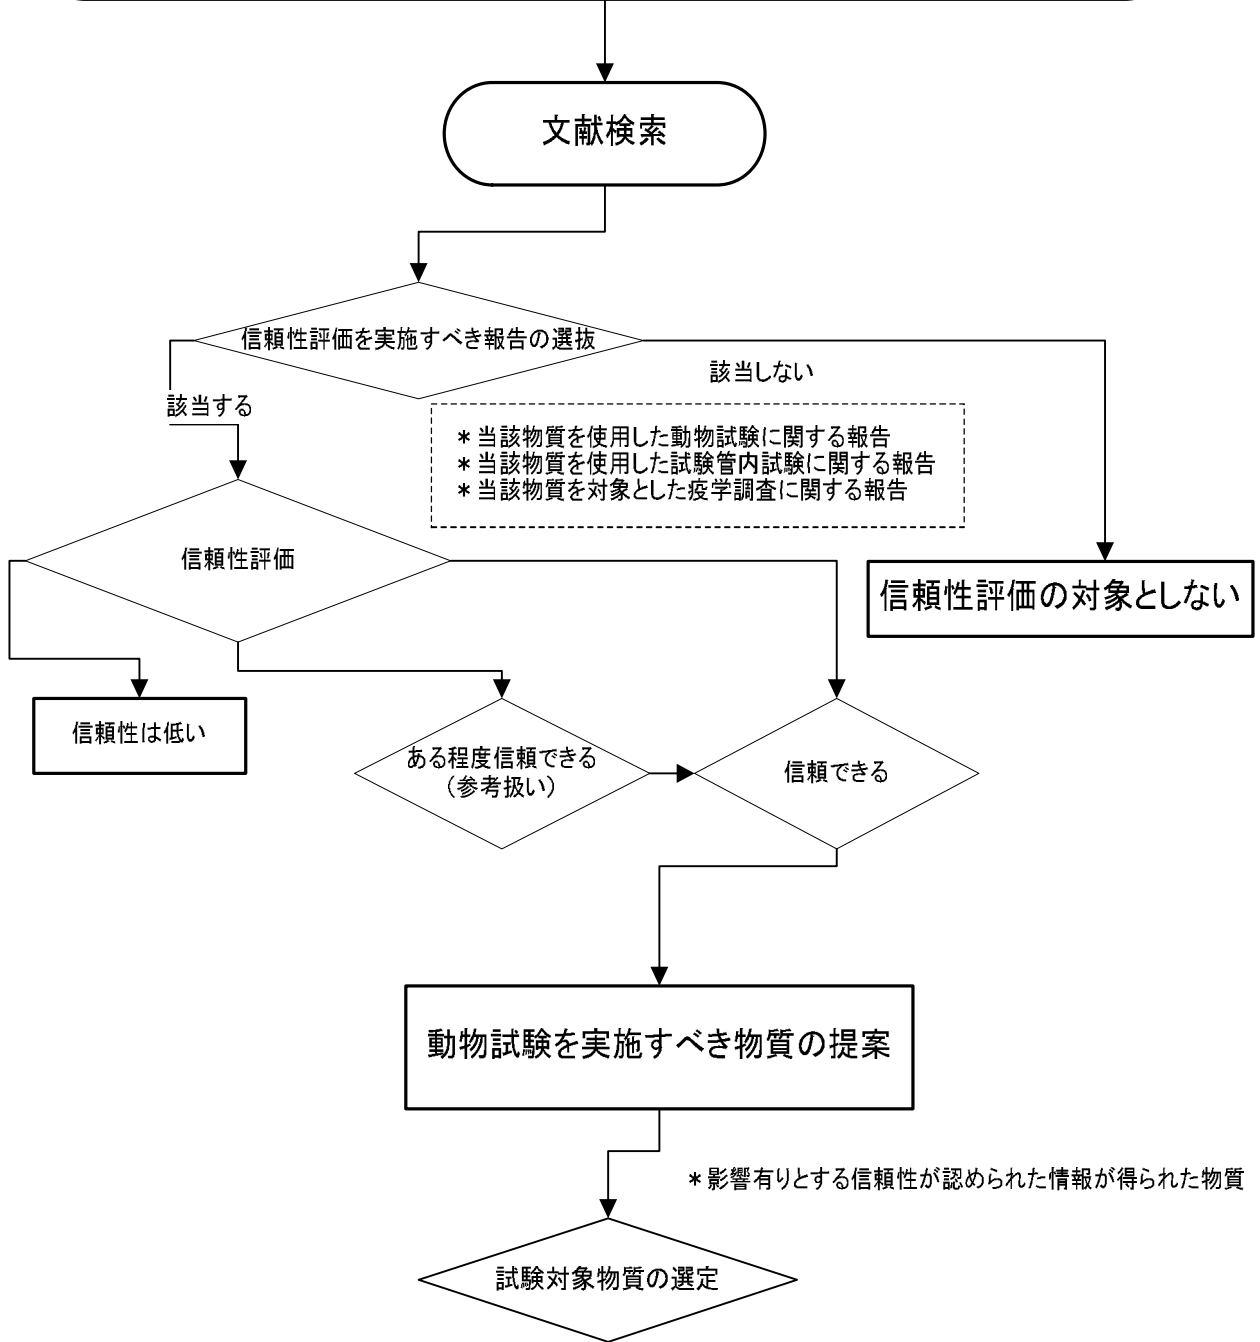 文献検索
信頼性評価を実施すべき報告の選抜
該当しない
該当する
＊当該物質を使用した動物試験に関する報告
＊当該物質を使用した試験管内試験に関する報告
＊当該物質を対象とした疫学調査に関する報告
信頼性評価
信頼性評価の対象としない
信頼性は低い
ある程度信頼できる
（参考扱い）
信頼できる
動物試験を実施すべき物質の提案
＊影響有りとする信頼性が認められた情報が得られた物質
試験対象物質の選定